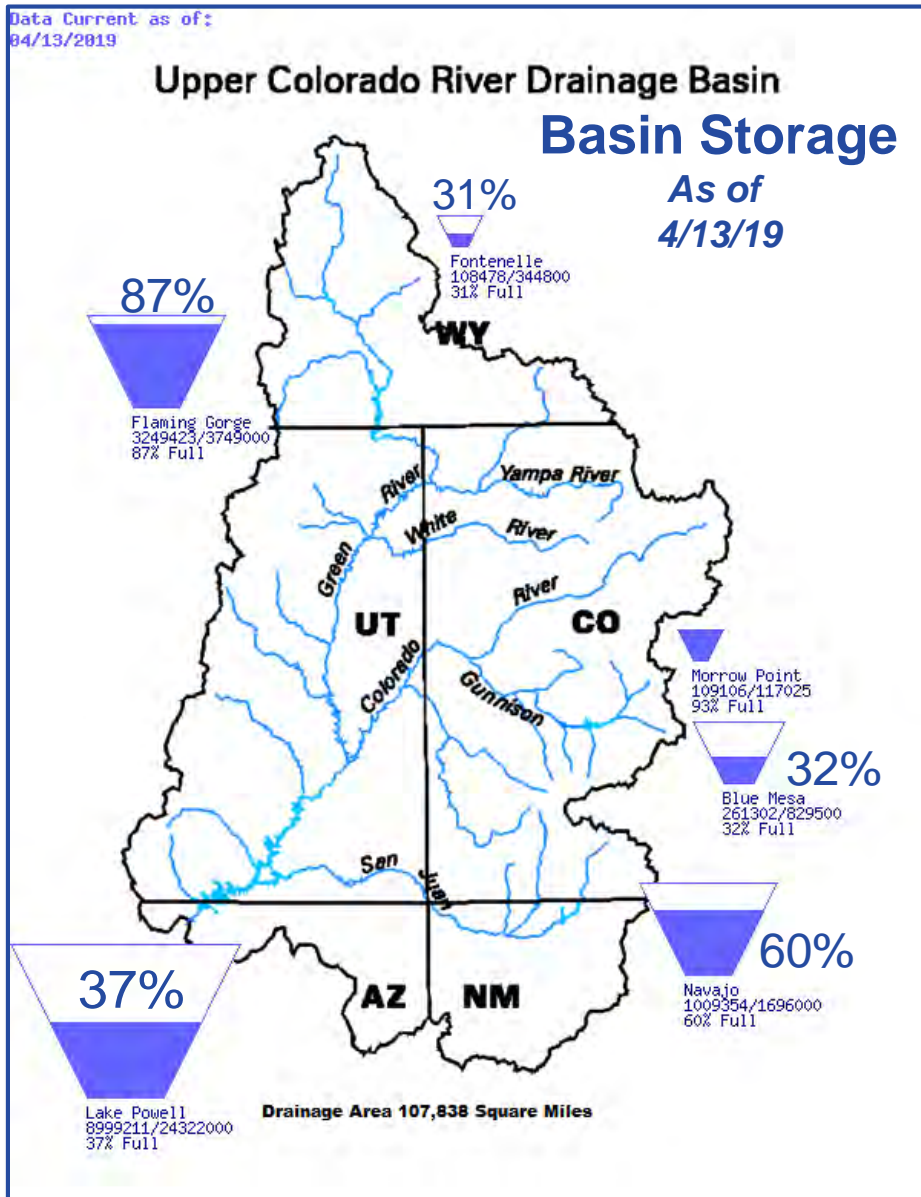 Data Current as of:
04/13/2019
Upper Colorado River Drainage Basin
Basin Storage
As of
4/13/19
31%
Fontenelle
108478/344800
31% Full
87%
WY
Flaming Gorge
3249423/3749000
87% Full
Yampa River
River
White
River
Green
River
UT
CO
Colorado
Gunnison
Morrow Point
109106/117025
93% Full
32%
Blue Mesa
261302/829500
32% Full
San
Juan
60%
Navajo
1009354/1696000
60% Full
37%
AZ
NM
Lake Powell
8999211/24322000
37% Full
Drainage Area 107,838 Square Miles